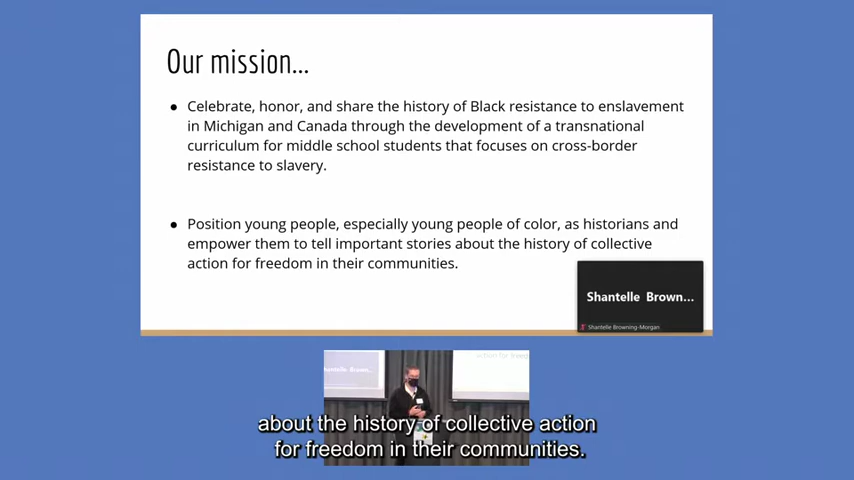 Our mission...
● Celebrate, honor, and share the history of Black resistance to enslavement
in Michigan and Canada through the development of a transnational
curriculum for middle school students that focuses on cross-border
resistance to slavery.
● Position young people, especially young people of color, as historians and
empower them to tell important stories about the history of collective
action for freedom in their communities.
Shantelle Brown...
Shantelle Browning-Morgan
about the history of collective action
for freedom in their communities.